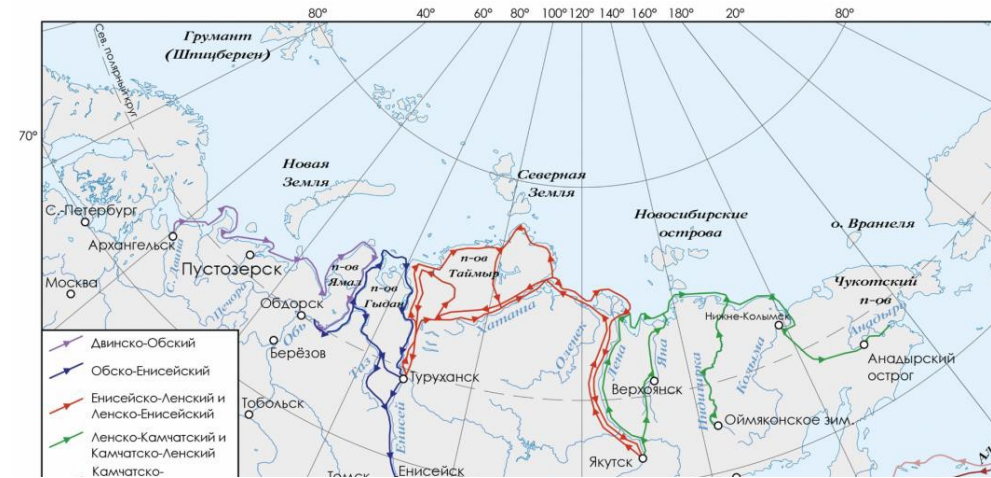 80° 40° 60° 80° 100° 120° 140° 160° 180° 20° 80°
Сев. полярный круг
Грумант
(Шпицберген)
70°
Новая
Земля
Северная
Земля
Новосибирские
острова
о. Врангеля
С.-Петербург
Архангельск
С. Двина
Пустозерск
Печора
п-ов
Ямал
п-ов
Гыдан
п-ов
Таймыр
Чукотский
п-ов
Москва
Обдорск
Обь
Хатанга
Оленек
Лена
Яна
Нижне-Колымск
Анадырь
Берёзов
Таз
Туруханск
Верхоянск
Индигирка
Колыма
Анадырский
острог
Тобольск
Енисей
Оймяконское зим.
Якутск
Томск
Енисейск
Ал
Двинско-Обский
Обско-Енисейский
Енисейско-Ленский и
Ленско-Енисейский
Ленско-Камчатский и
Камчатско-Ленский
Камчатско-